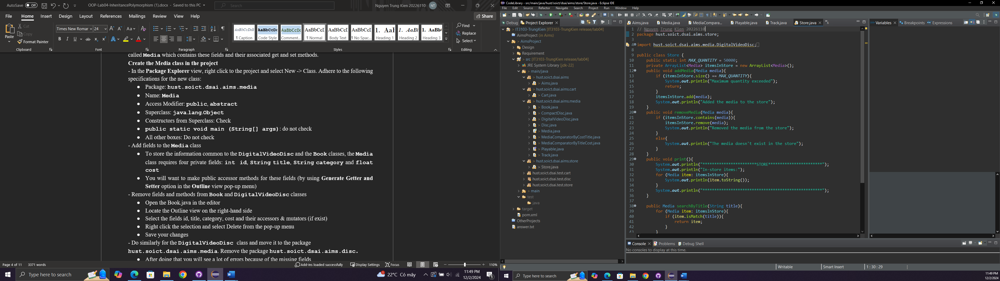 AutoSave Off OOP-Lab04-InheritancePolymorphism (1).docx - Saved to this PC Search Nguyen Trung Kien 20226110 NT
File Home Insert Design Layout References Mailings Review View Help Share
Paste Cut Copy Format Painter
Times New Roman 24
¶ Caption Code Style Comment... ¶ Normal Body Text ¶ No Spac... Heading 1 Heading 2 Heading 3
Find Replace Select
Clipboard Font Paragraph Styles Editing
called Media which contains these fields and their associated get and set methods.
Create the Media class in the project
- In the Package Explorer view, right click to the project and select New -> Class. Adhere to the following
specifications for the new class:
● Package: hust.soict.dsai.aims.media
● Name: Media
● Access Modifier: public, abstract
● Superclass: java.lang.Object
● Constructors from Superclass: Check
● public static void main (String[] args): do not check
● All other boxes: Do not check
- Add fields to the Media class
● To store the information common to the DigitalVideoDisc and the Book classes, the Media
class requires four private fields: int id, String title, String category and float
cost
● You will want to make public accessor methods for these fields (by using Generate Getter and
Setter option in the Outline view pop-up menu)
- Remove fields and methods from Book and DigitalVideoDisc classes
● Open the Book.java in the editor
● Locate the Outline view on the right-hand side
● Select the fields id, title, category, cost and their accessors & mutators (if exist)
● Right click the selection and select Delete from the pop-up menu
● Save your changes
- Do similarly for the DigitalVideoDisc class and move it to the package
hust.soict.dsai.aims.media. Remove the package hust.soict.dsai.aims.disc.
● After doing that you will see a lot of errors because of the missing fields
Page 4 of 11 3371 words Add-ins loaded successfully Display Settings Focus 110%
Type here to search 22°C Có mây 11:49 PM
12/2/2024
CodeLibrary - src/main/java/hust/soict/dsai/aims/store/Store.java - Eclipse IDE
File Edit Source Refactor Navigate Search Project Run Window Help
Debug Project Explorer
> IT3103-TrungKien [IT3103-TrungKien release/lab04]
AimsProject (in Aims)
> AimsProject
> Design
> Requirement
> src [IT3103-TrungKien release/lab04]
JRE System Library [jdk-22]
> main/java
> hust.soict.dsai.aims
> Aims.java
> hust.soict.dsai.aims.cart
> Cart.java
> hust.soict.dsai.aims.media
> Book.java
> CompactDisc.java
> DigitalVideoDisc.java
> Disc.java
> Media.java
> MediaComparatorByCostTitle.java
> MediaComparatorByTitleCost.java
> Playable.java
> Track.java
> hust.soict.dsai.aims.store
> Store.java
hust.soict.dsai.test.cart
hust.soict.dsai.test.disc
hust.soict.dsai.test.store
> main
test
java
target
pom.xml
OtherProjects
answer.txt
Aims.java Media.java MediaCompara... Playable.java Track.java Store.java
1 // Nguyen Trung Kien 20226110
2 package hust.soict.dsai.aims.store;
3
4 import hust.soict.dsai.aims.media.DigitalVideoDisc;
8
9 public class Store {
10 public static int MAX_QUANTITY = 50000;
11 private ArrayList<Media> itemsInStore = new ArrayList<Media>();
12 public void addMedia(Media media){
13 if (itemsInStore.size() == MAX_QUANTITY){
14 System.out.println("Maximum quantity exceeded");
15 return;
16 }
17 itemsInStore.add(media);
18 System.out.println("Added the media to the store");
19 }
20 public void removeMedia(Media media){
21 if (itemsInStore.contains(media)){
22 itemsInStore.remove(media);
23 System.out.println("Removed the media from the store");
24 }
25 else{
26 System.out.println("The media doesn't exist in the store");
27 }
28 }
29 public void print(){
30 System.out.println("***********************STORE***********************");
31 System.out.println("In-store items:");
32 for (Media item: itemsInStore){
33 System.out.println(item.toString());
34 }
35 System.out.println("***************************************************");
36 }
37
38 public Media searchByTitle(String title){
39 for (Media item: itemsInStore){
40 if (item.isMatch(title)){
41 return item;
42 }
43 }
Variables Breakpoints Expressions
Console Problems Debug Shell
No consoles to display at this time.
Writable Smart Insert 1 : 30 : 29
Type here to search 11:49 PM
12/2/2024